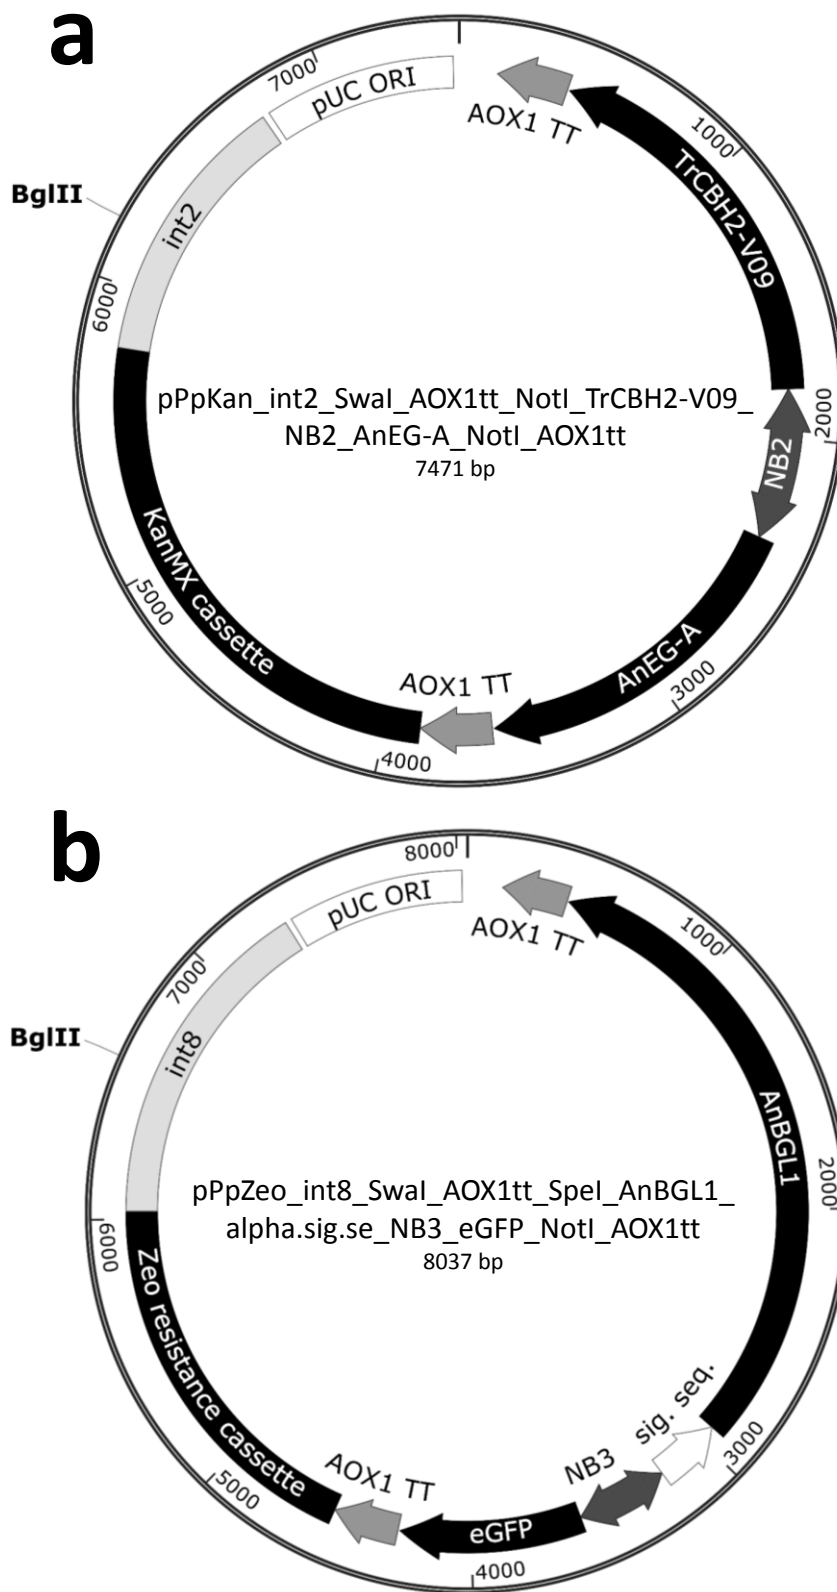 a
7000
pUC ORI
AOX1 TT
1000
TrCBH2-V09
BglII
int2
6000
pPpKan_int2_SwaI_AOX1tt_NotI_TrCBH2-V09_
NB2_AnEG-A_NotI_AOX1tt
7471 bp
2000
NB2
KanMX cassette
5000
AnEG-A
3000
AOX1 TT
4000
b
8000
pUC ORI
AOX1 TT
1000
7000
BglII
int8
AnBGL1
2000
pPpZeo_int8_SwaI_AOX1tt_SpeI_AnBGL1_
alpha.sig.se_NB3_eGFP_NotI_AOX1tt
8037 bp
6000
Zeo resistance cassette
sig. seq.
3000
NB3
AOX1 TT
5000
eGFP
4000